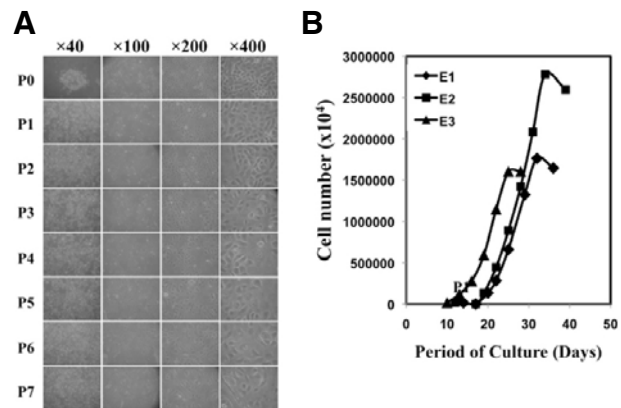 A
×40 ×100 ×200 ×400
P0
P1
P2
P3
P4
P5
P6
P7
B
Cell number (x10⁴)
3000000
2500000
2000000
1500000
1000000
500000
0
E1
E2
E3
0 10 20 30 40 50
Period of Culture (Days)